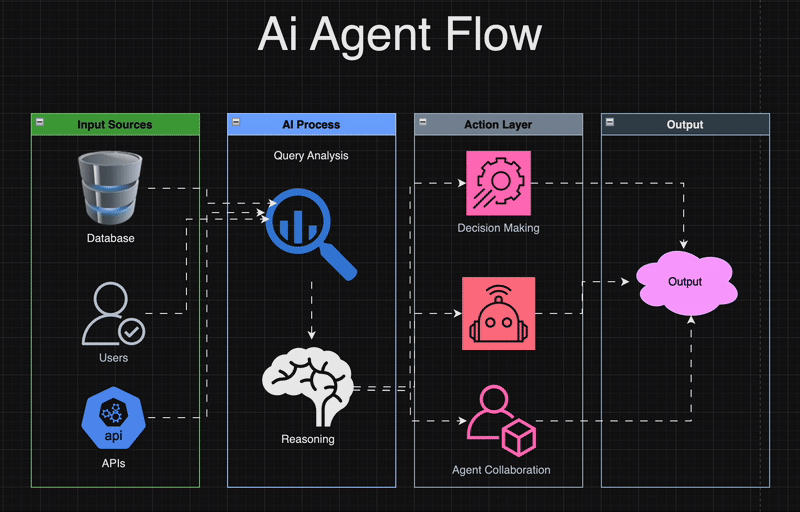 Ai Agent Flow
Input Sources
Database
Users
api
APIs
AI Process
Query Analysis
Reasoning
Action Layer
Decision Making
Agent Collaboration
Output
Output